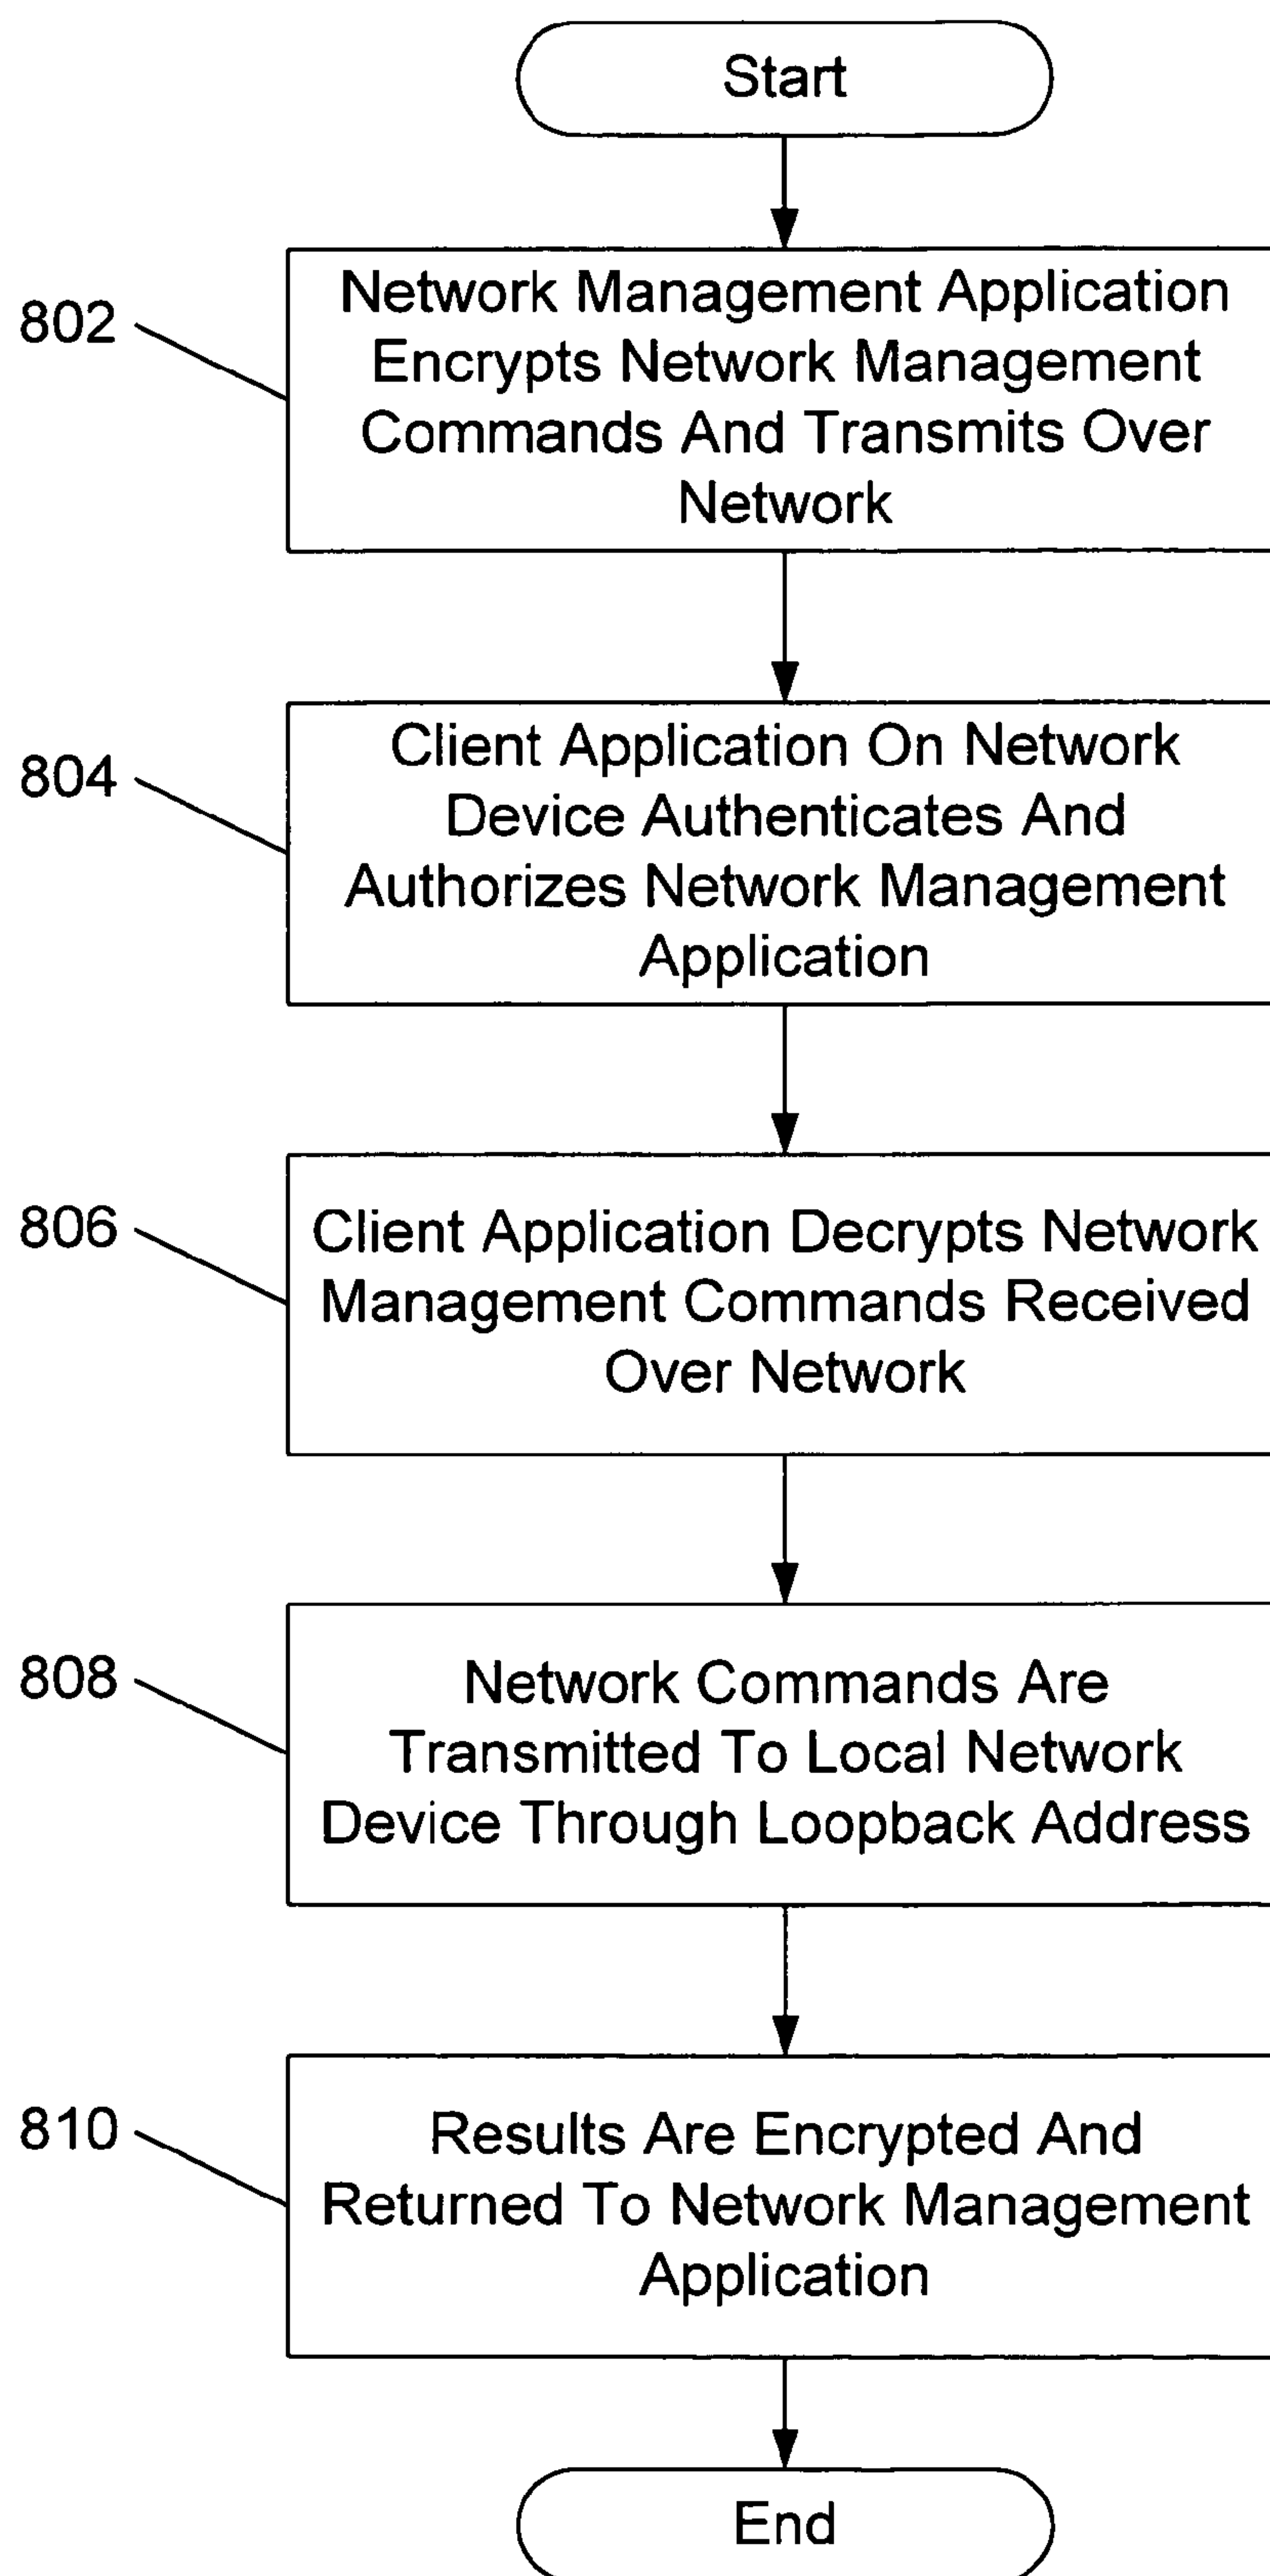 Start
802
Network Management Application
Encrypts Network Management
Commands And Transmits Over
Network
804
Client Application On Network
Device Authenticates And
Authorizes Network Management
Application
806
Client Application Decrypts Network
Management Commands Received
Over Network
808
Network Commands Are
Transmitted To Local Network
Device Through Loopback Address
810
Results Are Encrypted And
Returned To Network Management
Application
End